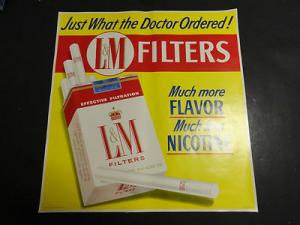 Just What the Doctor Ordered!
L&M FILTERS
Much more
FLAVOR
Much
NICOTINE
EFFECTIVE FILTRATION
L&M
FILTERS